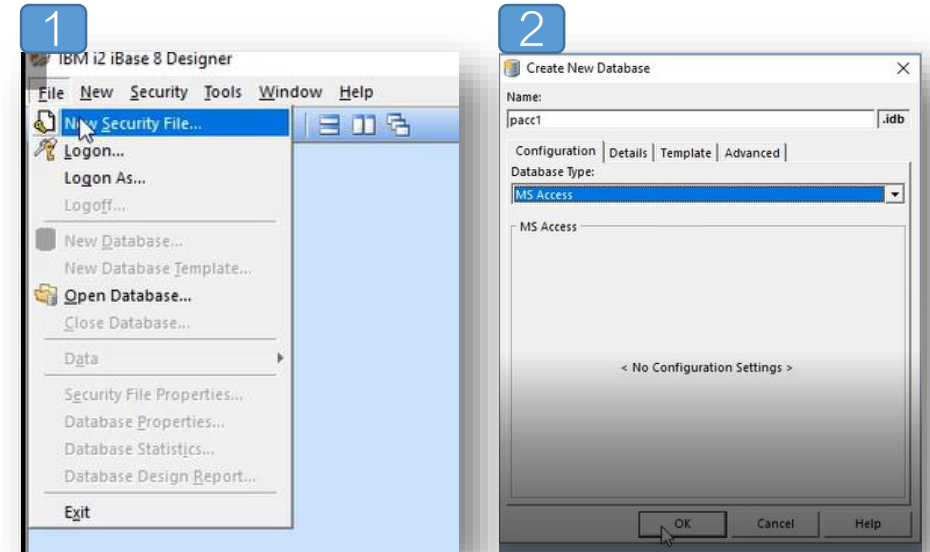 1
IBM i2 iBase 8 Designer
File New Security Tools Window Help
New Security File...
Logon...
Logon As...
Logoff...
New Database...
New Database Template...
Open Database...
Close Database...
Data
Security File Properties...
Database Properties...
Database Statistics...
Database Design Report...
Exit
2
Create New Database
Name:
pacc1 .idb
Configuration Details Template Advanced
Database Type:
MS Access
MS Access
< No Configuration Settings >
OK Cancel Help